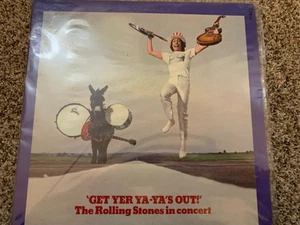 'GET YER YA-YA'S OUT!'
The Rolling Stones in concert